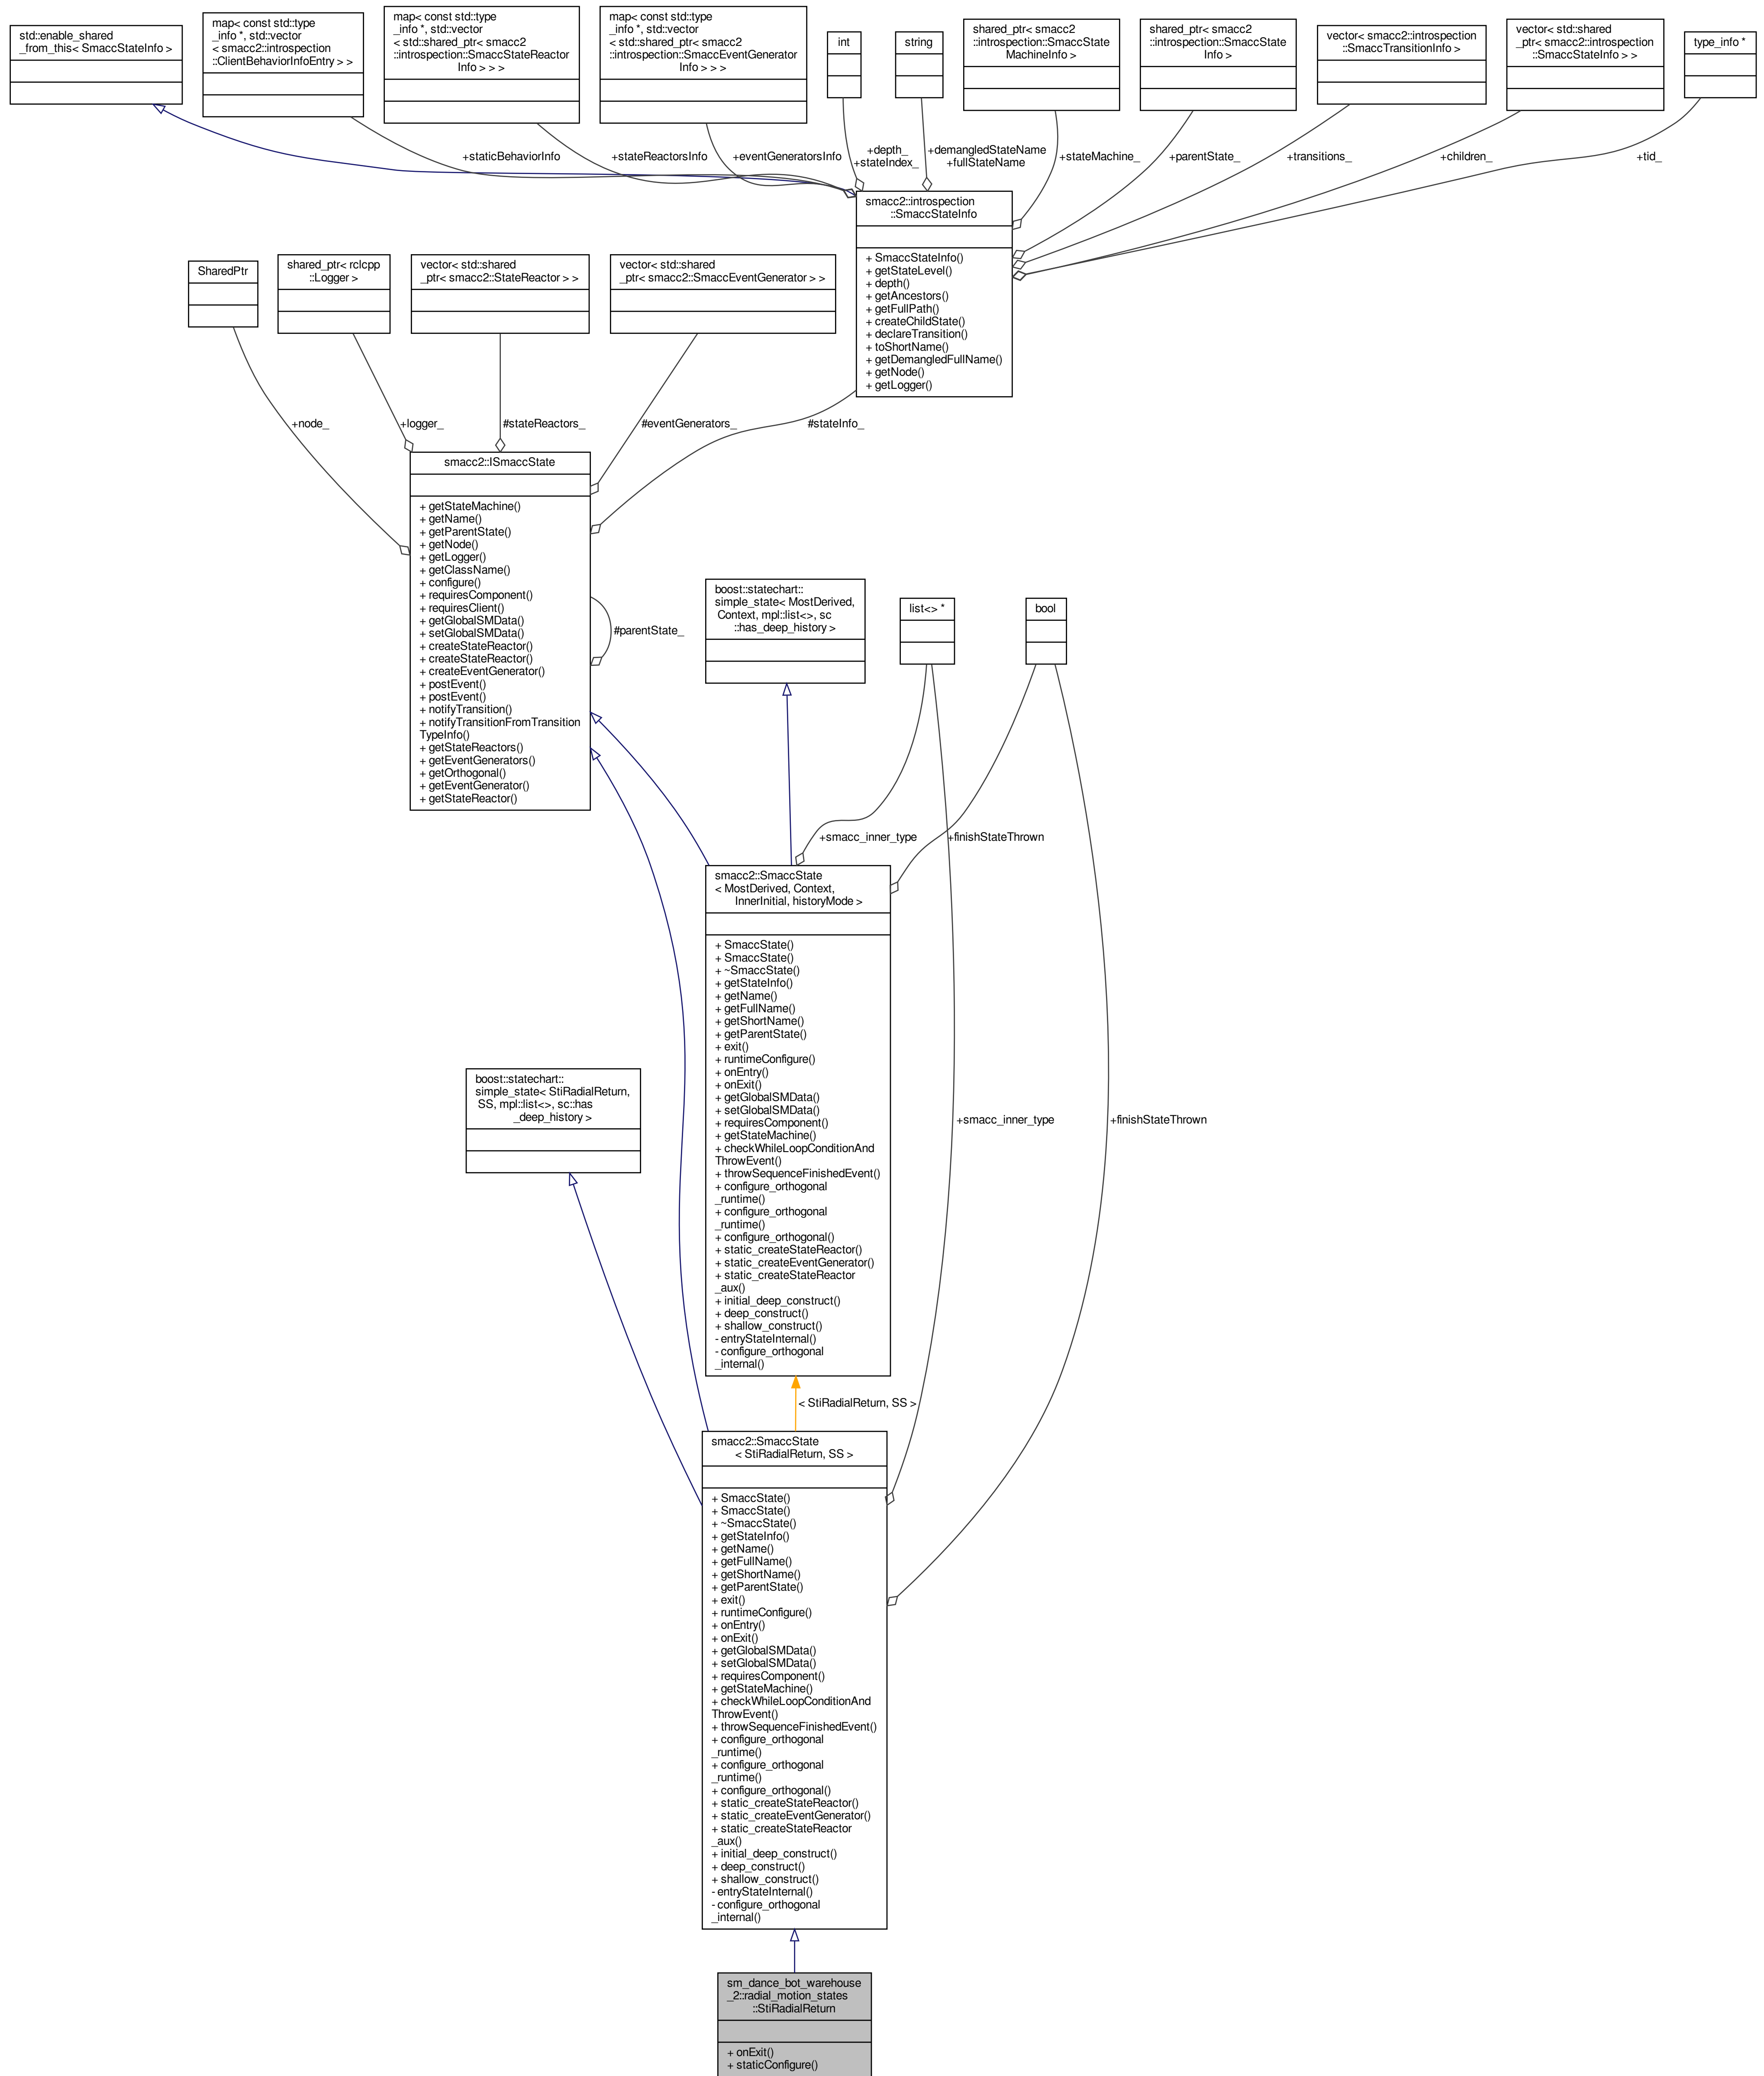 std::enable_shared
_from_this< SmaccStateInfo >
map< const std::type
_info *, std::vector
< smacc2::introspection
::ClientBehaviorInfoEntry > >
map< const std::type
_info *, std::vector
< std::shared_ptr< smacc2
::introspection::SmaccStateReactor
Info > > >
map< const std::type
_info *, std::vector
< std::shared_ptr< smacc2
::introspection::SmaccEventGenerator
Info > > >
int
string
shared_ptr< smacc2
::introspection::SmaccState
MachineInfo >
shared_ptr< smacc2
::introspection::SmaccState
Info >
vector< smacc2::introspection
::SmaccTransitionInfo >
vector< std::shared
_ptr< smacc2::introspection
::SmaccStateInfo > >
type_info *
+staticBehaviorInfo
+stateReactorsInfo
+eventGeneratorsInfo
+depth_
+stateIndex_
+demangledStateName
+fullStateName
+stateMachine_
+parentState_
+transitions_
+children_
+tid_
smacc2::introspection
::SmaccStateInfo
+ SmaccStateInfo()
+ getStateLevel()
+ depth()
+ getAncestors()
+ getFullPath()
+ createChildState()
+ declareTransition()
+ toShortName()
+ getDemangledFullName()
+ getNode()
+ getLogger()
SharedPtr
shared_ptr< rclcpp
::Logger >
vector< std::shared
_ptr< smacc2::StateReactor > >
vector< std::shared
_ptr< smacc2::SmaccEventGenerator > >
+node_
+logger_
#stateReactors_
#eventGenerators_
#stateInfo_
smacc2::ISmaccState
+ getStateMachine()
+ getName()
+ getParentState()
+ getNode()
+ getLogger()
+ getClassName()
+ configure()
+ requiresComponent()
+ requiresClient()
+ getGlobalSMData()
+ setGlobalSMData()
+ createStateReactor()
+ createStateReactor()
+ createEventGenerator()
+ postEvent()
+ postEvent()
+ notifyTransition()
+ notifyTransitionFromTransition
TypeInfo()
+ getStateReactors()
+ getEventGenerators()
+ getOrthogonal()
+ getEventGenerator()
+ getStateReactor()
#parentState_
boost::statechart::
simple_state< MostDerived,
Context, mpl::list<>, sc
::has_deep_history >
list<> *
bool
+smacc_inner_type
+finishStateThrown
smacc2::SmaccState
< MostDerived, Context,
InnerInitial, historyMode >
+ SmaccState()
+ SmaccState()
+ ~SmaccState()
+ getStateInfo()
+ getName()
+ getFullName()
+ getShortName()
+ getParentState()
+ exit()
+ runtimeConfigure()
+ onEntry()
+ onExit()
+ getGlobalSMData()
+ setGlobalSMData()
+ requiresComponent()
+ getStateMachine()
+ checkWhileLoopConditionAnd
ThrowEvent()
+ throwSequenceFinishedEvent()
+ configure_orthogonal
_runtime()
+ configure_orthogonal
_runtime()
+ configure_orthogonal()
+ static_createStateReactor()
+ static_createEventGenerator()
+ static_createStateReactor
_aux()
+ initial_deep_construct()
+ deep_construct()
+ shallow_construct()
- entryStateInternal()
- configure_orthogonal
_internal()
boost::statechart::
simple_state< StiRadialReturn,
SS, mpl::list<>, sc::has
_deep_history >
+smacc_inner_type
+finishStateThrown
< StiRadialReturn, SS >
smacc2::SmaccState
< StiRadialReturn, SS >
+ SmaccState()
+ SmaccState()
+ ~SmaccState()
+ getStateInfo()
+ getName()
+ getFullName()
+ getShortName()
+ getParentState()
+ exit()
+ runtimeConfigure()
+ onEntry()
+ onExit()
+ getGlobalSMData()
+ setGlobalSMData()
+ requiresComponent()
+ getStateMachine()
+ checkWhileLoopConditionAnd
ThrowEvent()
+ throwSequenceFinishedEvent()
+ configure_orthogonal
_runtime()
+ configure_orthogonal
_runtime()
+ configure_orthogonal()
+ static_createStateReactor()
+ static_createEventGenerator()
+ static_createStateReactor
_aux()
+ initial_deep_construct()
+ deep_construct()
+ shallow_construct()
- entryStateInternal()
- configure_orthogonal
_internal()
sm_dance_bot_warehouse
_2::radial_motion_states
::StiRadialReturn
+ onExit()
+ staticConfigure()